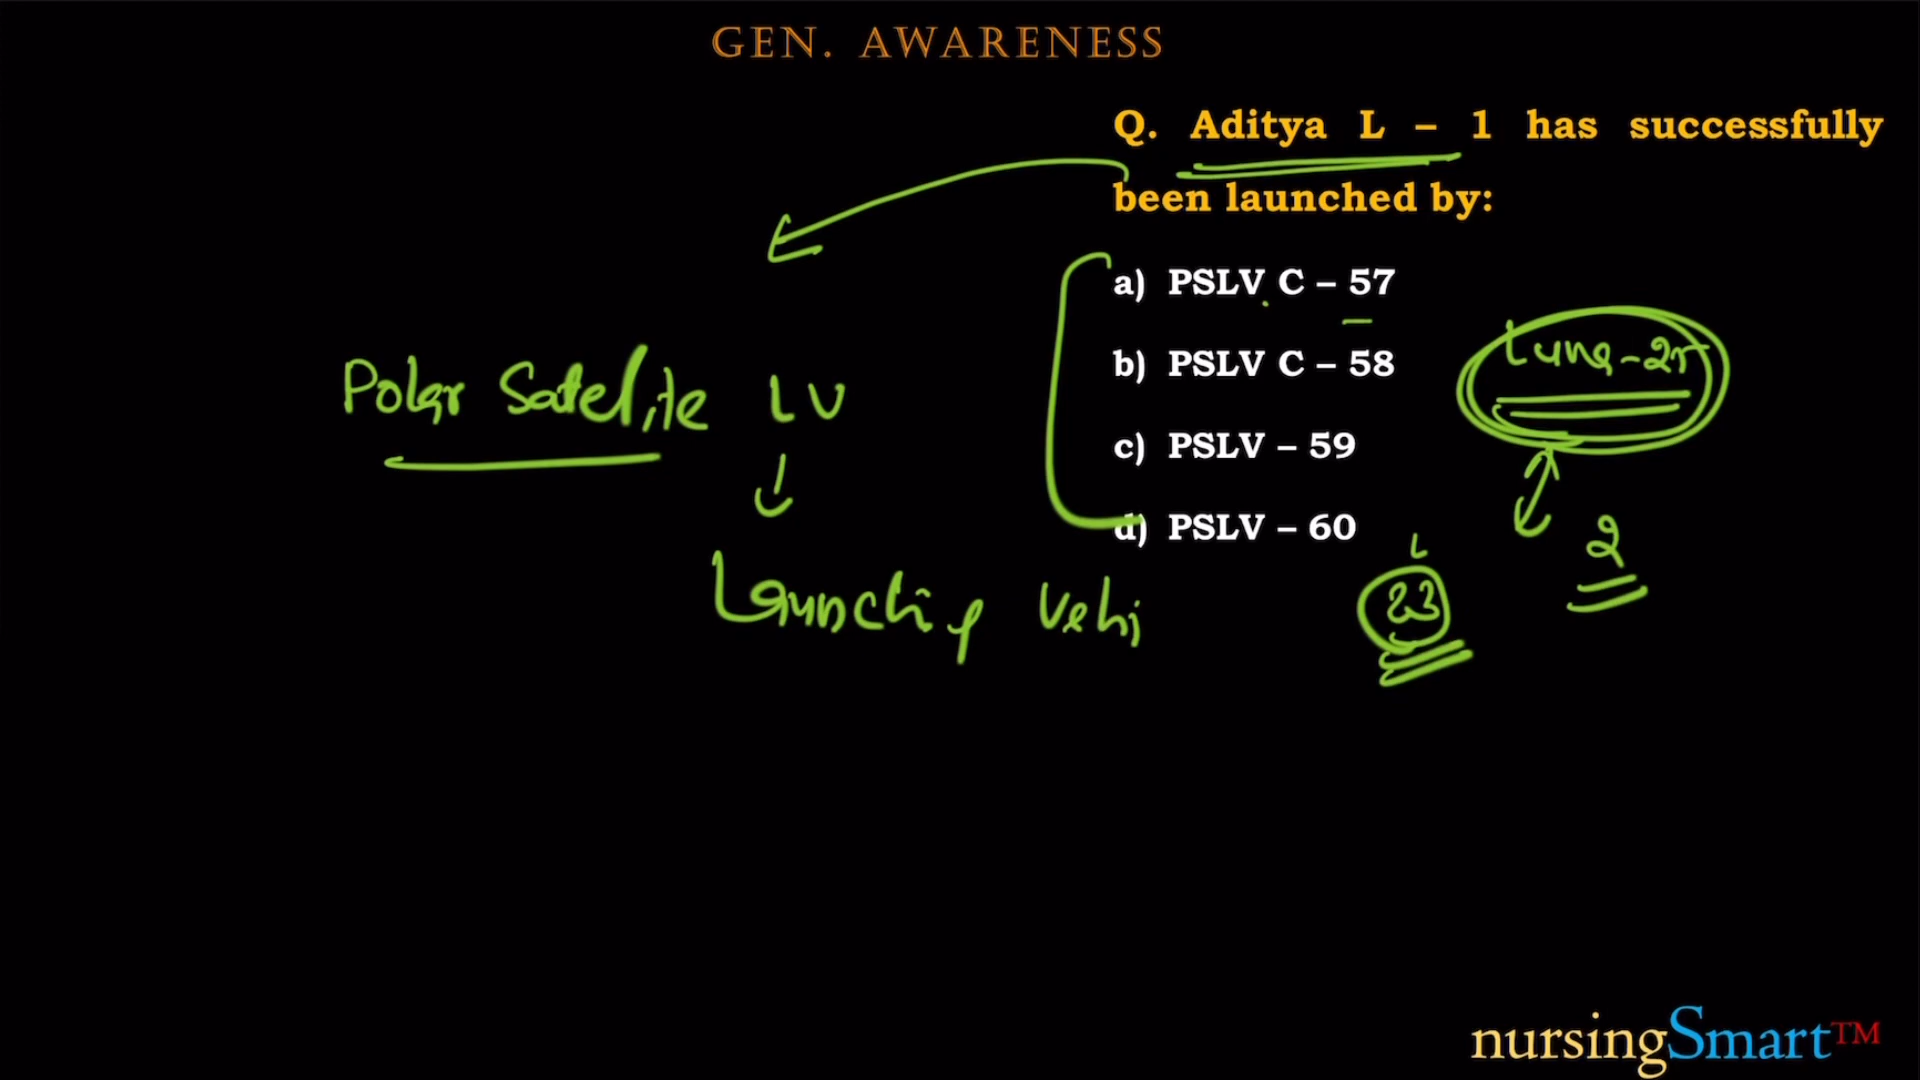 GEN. AWARENESS
Q. Aditya L – 1 has successfully
been launched by:
a) PSLV C – 57
b) PSLV C – 58
c) PSLV – 59
d) PSLV – 60
Polar Satelite LV
Launching Vehi
Luna-25
23
2
nursingSmart™